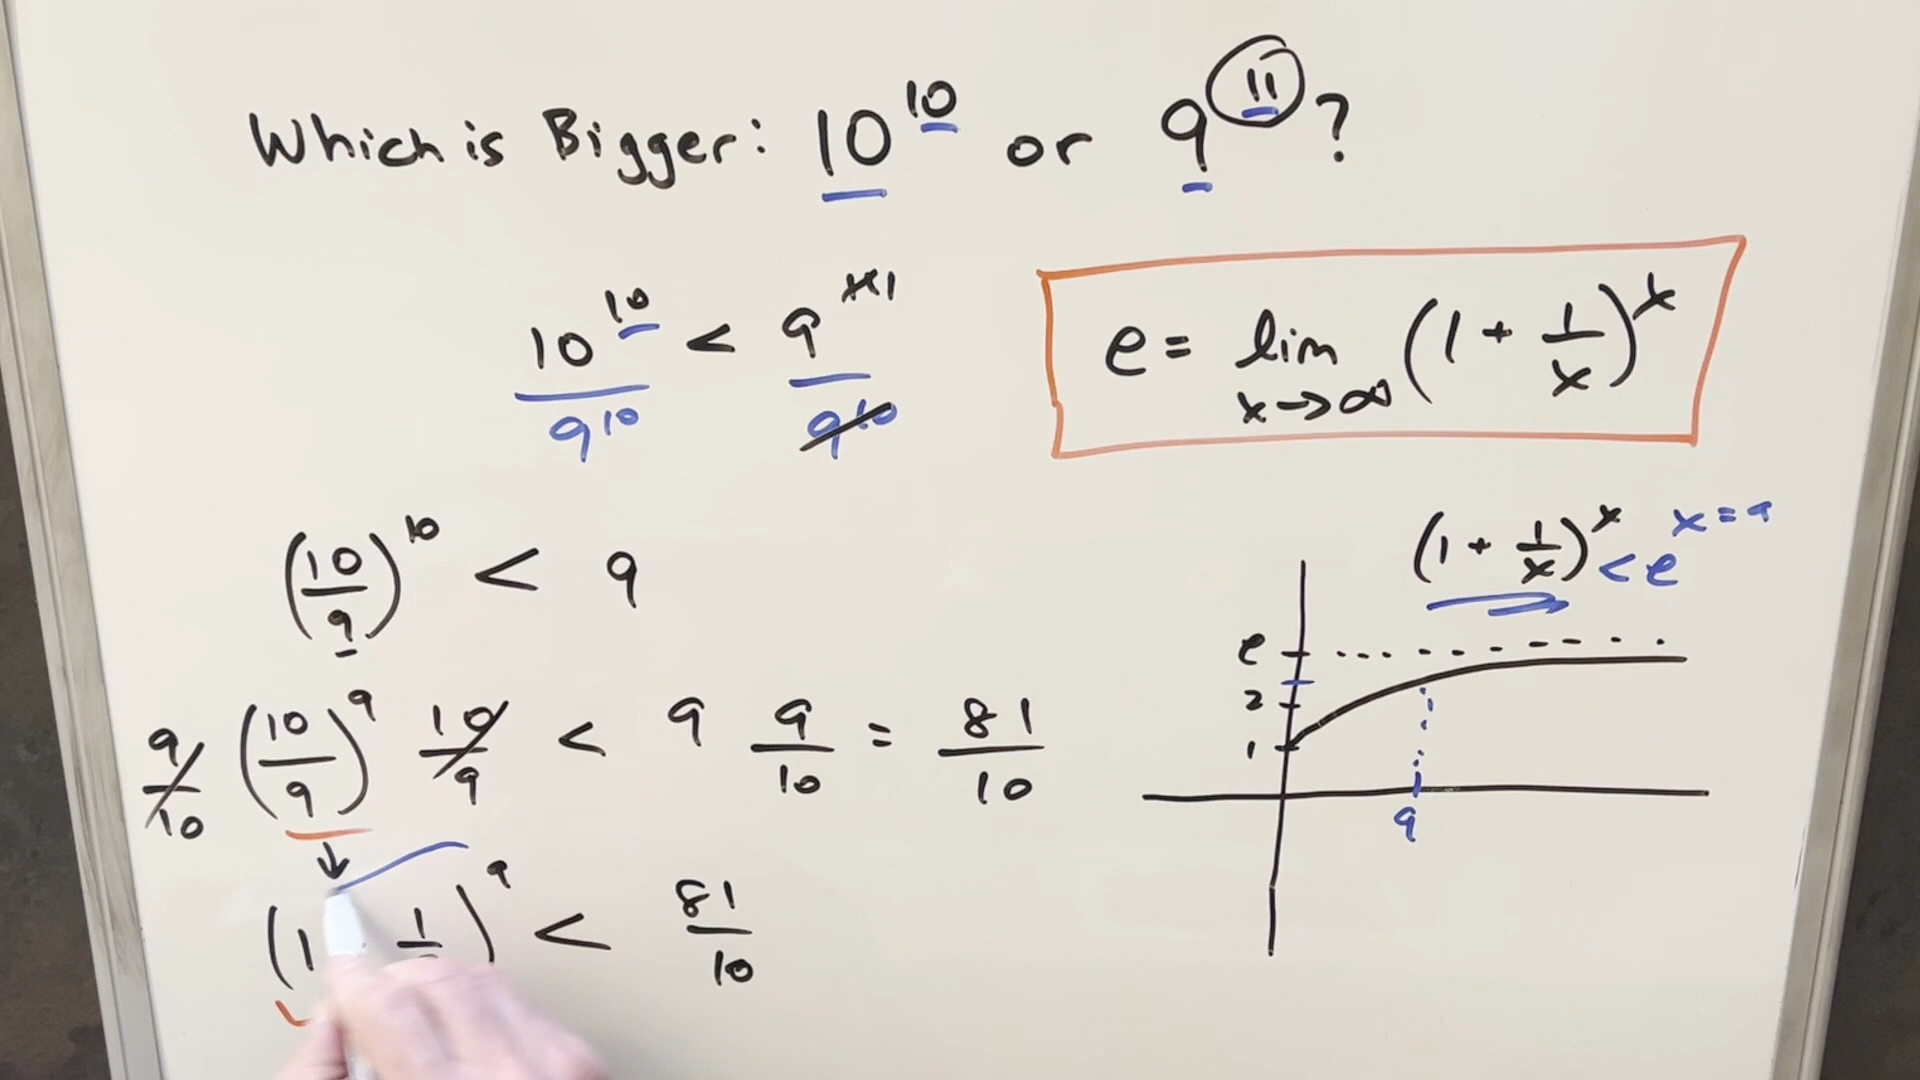 Which is Bigger: 10^10 or 9^11?
10^10/9^10 < 9^11/9^10
e = lim x→∞ (1 + 1/x)^x
(1 + 1/x)^x < e x = 9
(10/9)^10 < 9
e
2
1
9
9/10 (10/9)^9 10/9 < 9 9/10 = 81/10
(1 1/ )^9 < 81/10